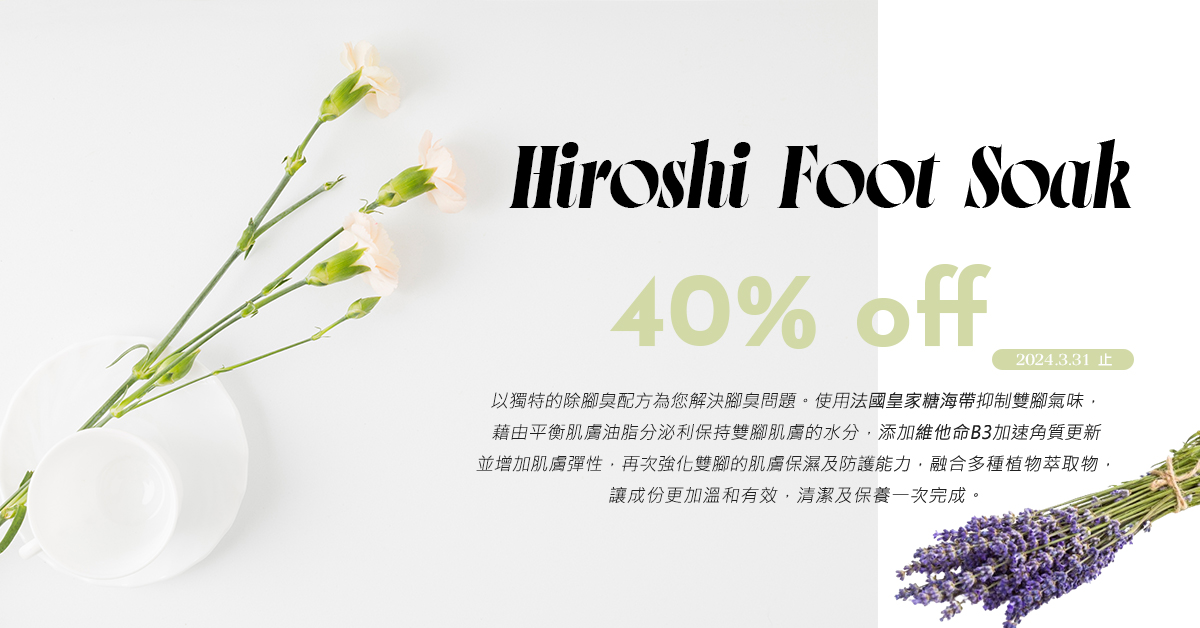 Hiroshi Foot Soak
40% off
2024.3.31 止
以獨特的除腳臭配方為您解決腳臭問題。使用法國皇家糖海帶抑制雙腳氣味，
藉由平衡肌膚油脂分泌利保持雙腳肌膚的水分，添加維他命B3加速角質更新
並增加肌膚彈性，再次強化雙腳的肌膚保濕及防護能力，融合多種植物萃取物，
讓成份更加溫和有效，清潔及保養一次完成。